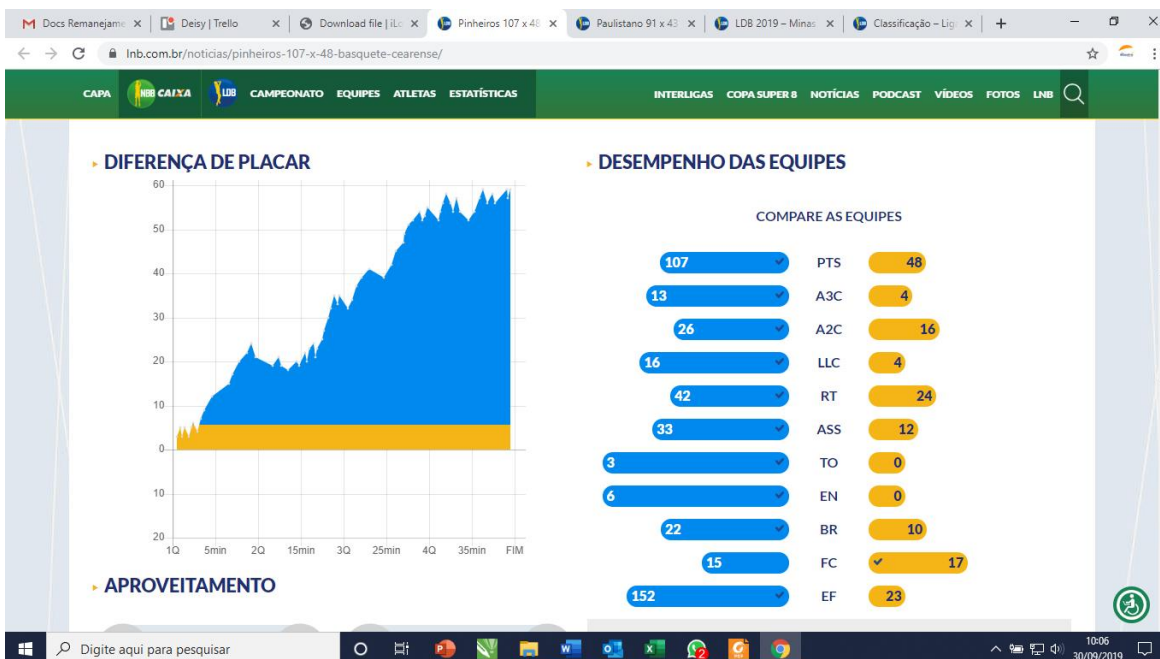 Docs Remanejame
Deisy | Trello
Download file | iLo
Pinheiros 107 x 48
Paulistano 91 x 43
LDB 2019 – Minas
Classificação – Lig
lnb.com.br/noticias/pinheiros-107-x-48-basquete-cearense/
CAPA NBB CAIXA LDB CAMPEONATO EQUIPES ATLETAS ESTATÍSTICAS INTERLIGAS COPA SUPER 8 NOTÍCIAS PODCAST VÍDEOS FOTOS LNB
DIFERENÇA DE PLACAR
60
50
40
30
20
10
0
10
20
1Q 5min 2Q 15min 3Q 25min 4Q 35min FIM
APROVEITAMENTO
DESEMPENHO DAS EQUIPES
COMPARE AS EQUIPES
107 PTS 48
13 A3C 4
26 A2C 16
16 LLC 4
42 RT 24
33 ASS 12
3 TO 0
6 EN 0
22 BR 10
15 FC 17
152 EF 23
Digite aqui para pesquisar
2
10:06
30/09/2019